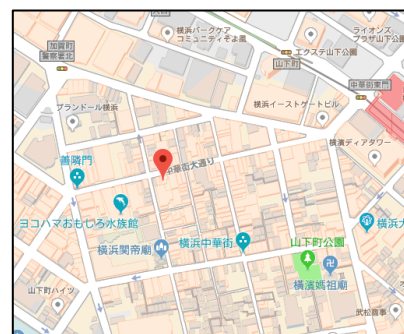 加賀町
警察署北
横浜パークケア
コミュニティそよ風
ライオンズ
プラザ山下公園
エクステ山下公園
山下町
中華街東門
ブランドール横浜
横浜イーストゲートビル
横濱ディアタワー
善隣門
中華街大通り
ヨコハマおもしろ水族館
横浜関帝廟
横浜中華街
山下町公園
横浜大
横濱媽祖廟
山下町ハイツ
武松商事